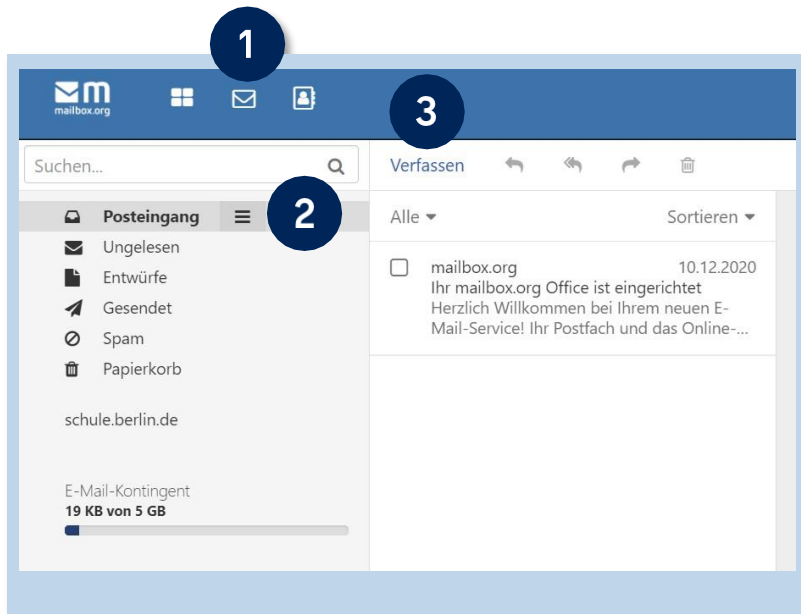 1
m
mailbox.org
3
Suchen...
Verfassen
Posteingang
2
Alle
Sortieren
Ungelesen
Entwürfe
Gesendet
Spam
Papierkorb
mailbox.org 10.12.2020
Ihr mailbox.org Office ist eingerichtet
Herzlich Willkommen bei Ihrem neuen E-
Mail-Service! Ihr Postfach und das Online-...
schule.berlin.de
E-Mail-Kontingent
19 KB von 5 GB